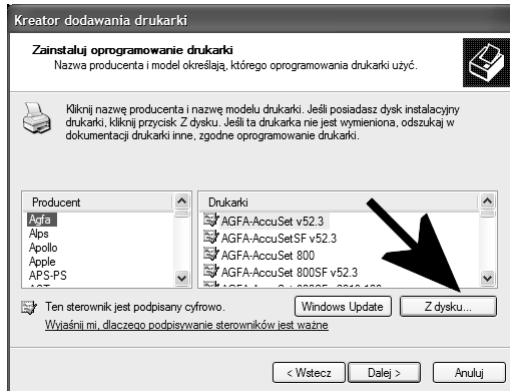 Kreator dodawania drukarki
Zainstaluj oprogramowanie drukarki
Nazwa producenta i model określają, którego oprogramowania drukarki użyć.
Kliknij nazwę producenta i nazwę modelu drukarki. Jeśli posiadasz dysk instalacyjny
drukarki, kliknij przycisk Z dysku. Jeśli ta drukarka nie jest wymieniona, odszukaj w
dokumentacji drukarki inne, zgodne oprogramowanie drukarki.
Producent
Agfa
Alps
Apollo
Apple
APS-PS
Drukarki
AGFA-AccuSet v52.3
AGFA-AccuSetSF v52.3
AGFA-AccuSet 800
AGFA-AccuSet 800SF v52.3
Ten sterownik jest podpisany cyfrowo.
Wyjaśnij mi, dlaczego podpisywanie sterowników jest ważne
Windows Update
Z dysku...
< Wstecz
Dalej >
Anuluj